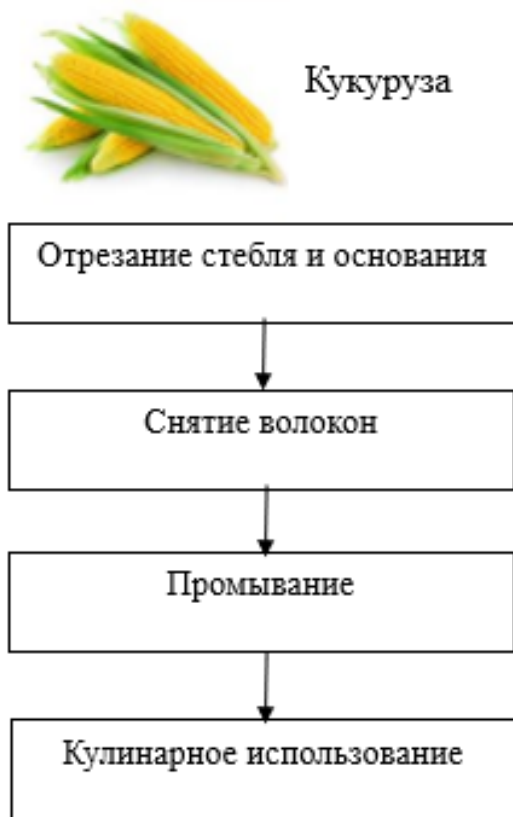 Кукуруза
Отрезание стебля и основания
Снятие волокон
Промывание
Кулинарное использование